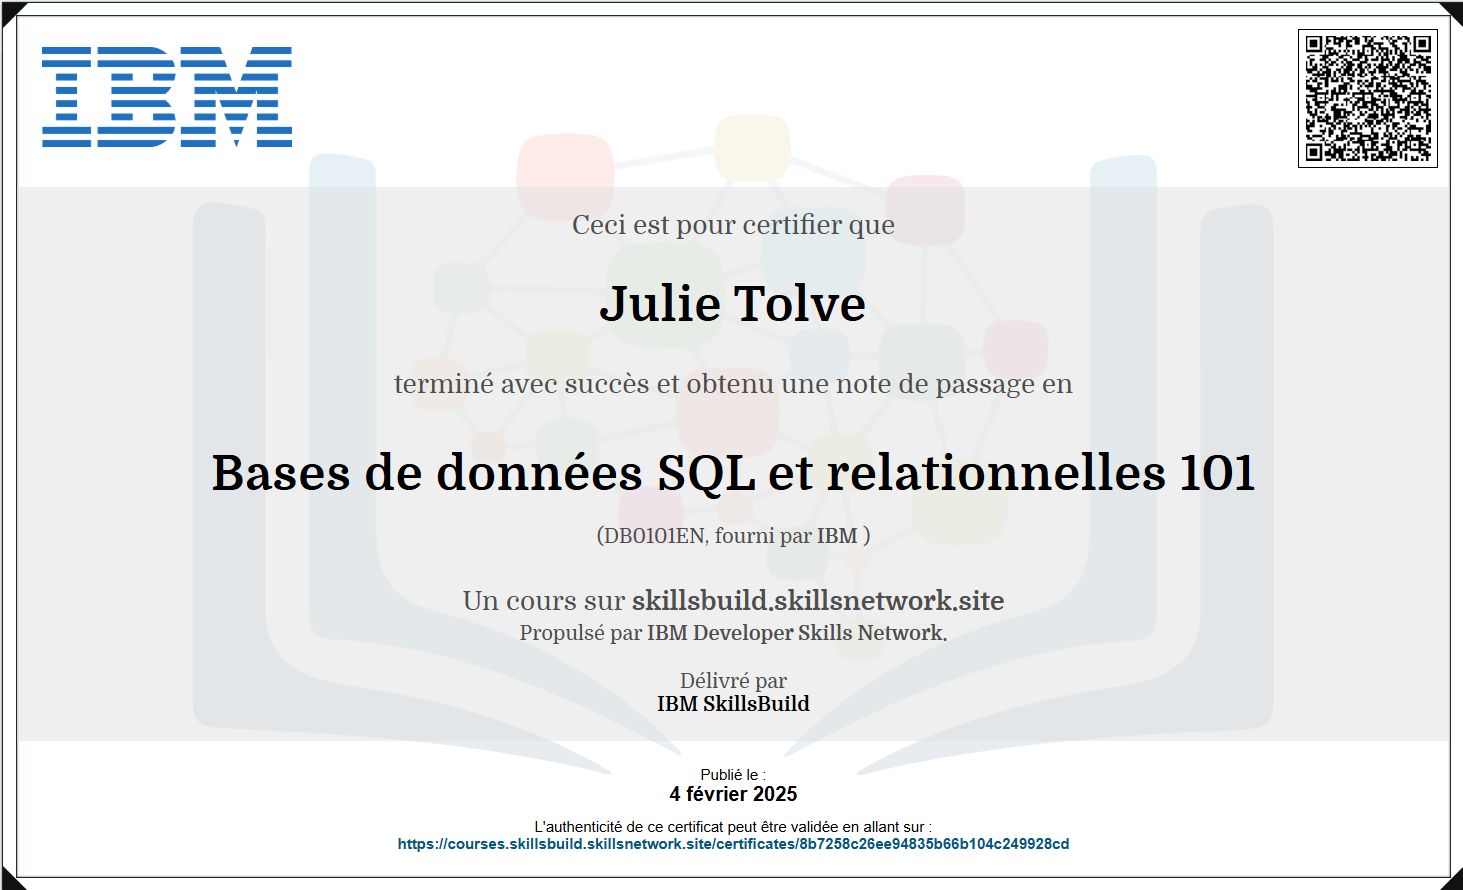 IBM
Ceci est pour certifier que
Julie Tolve
terminé avec succès et obtenu une note de passage en
Bases de données SQL et relationnelles 101
(DB0101EN, fourni par IBM )
Un cours sur skillsbuild.skillsnetwork.site
Propulsé par IBM Developer Skills Network.
Délivré par
IBM SkillsBuild
Publié le :
4 février 2025
L'authenticité de ce certificat peut être validée en allant sur :
https://courses.skillsbuild.skillsnetwork.site/certificates/8b7258c26ee94835b66b104c249928cd